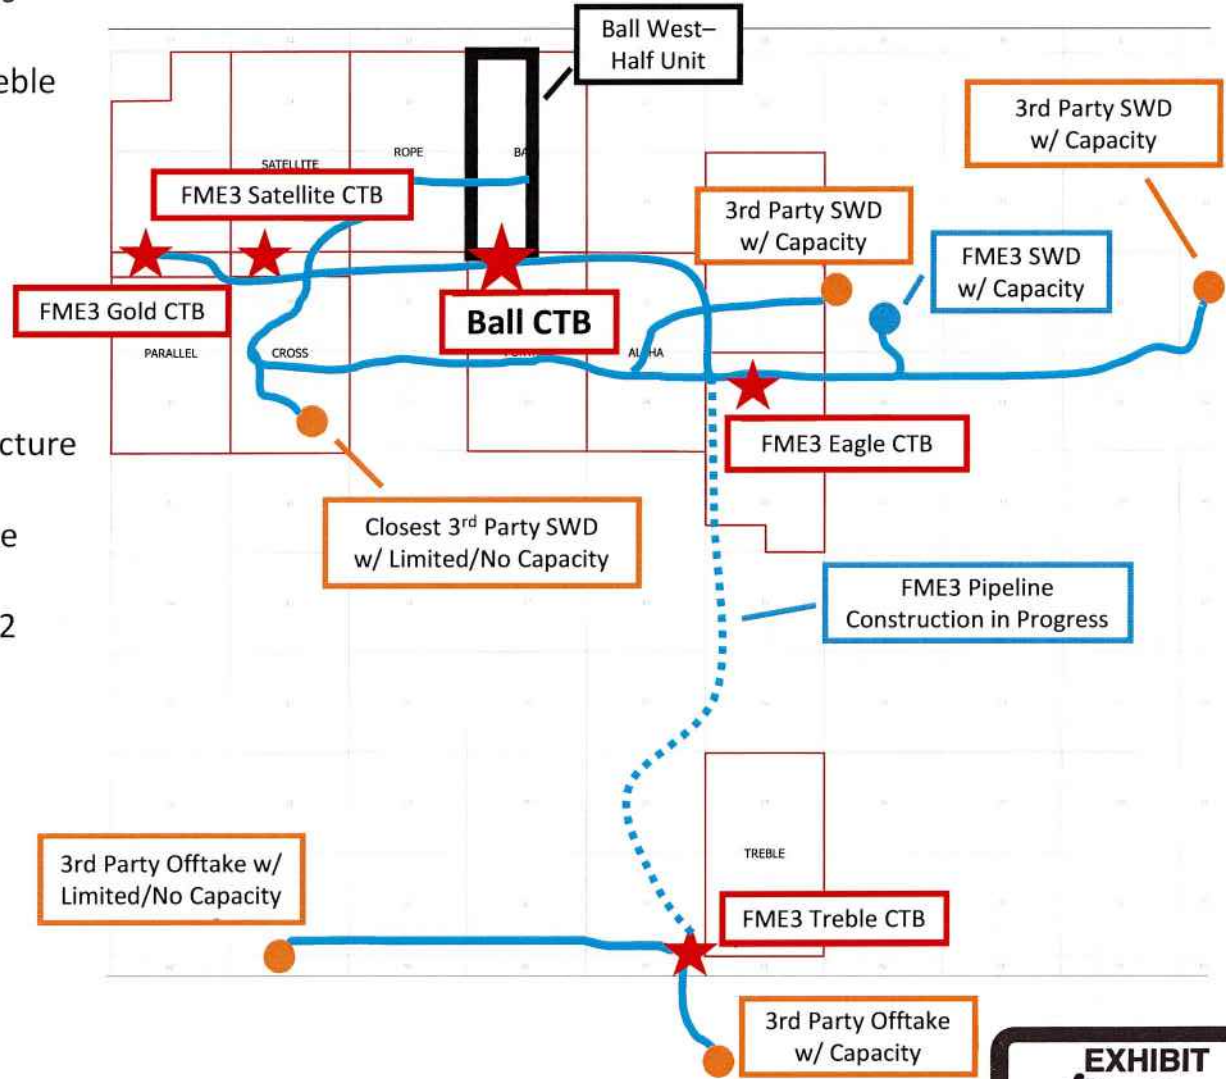 eble
Ball West–
Half Unit
3rd Party SWD
w/ Capacity
SATELLITE
ROPE
BA
FME3 Satellite CTB
3rd Party SWD
w/ Capacity
FME3 SWD
w/ Capacity
FME3 Gold CTB
Ball CTB
PARALLEL
CROSS
cture
FME3 Eagle CTB
Closest 3rd Party SWD
w/ Limited/No Capacity
e
FME3 Pipeline
Construction in Progress
2
TREBLE
3rd Party Offtake w/
Limited/No Capacity
FME3 Treble CTB
3rd Party Offtake
w/ Capacity
EXHIBIT